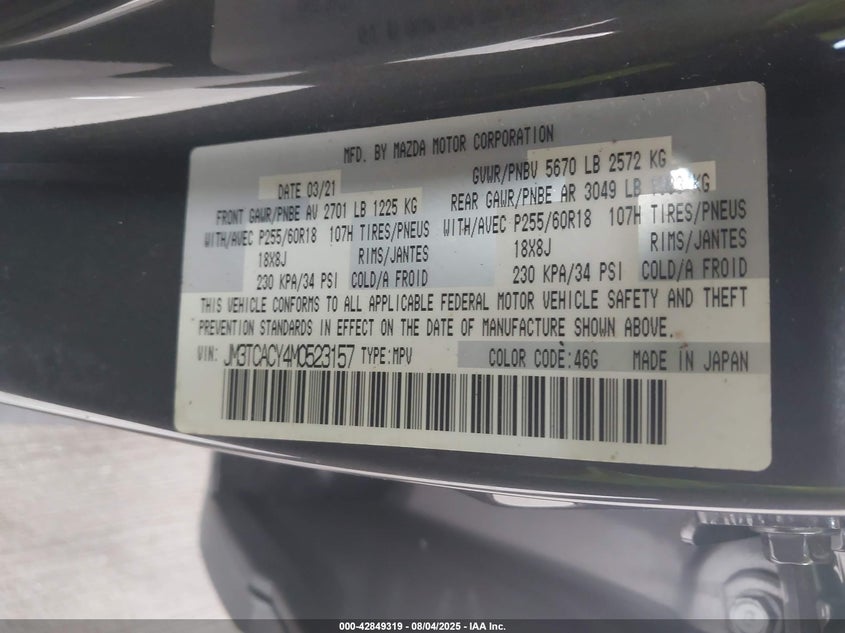 MFD. BY MAZDA MOTOR CORPORATION
DATE 03/21 GVWR/PNBV 5670 LB 2572 KG
FRONT GAWR/PNBE AV 2701 LB 1225 KG REAR GAWR/PNBE AR 3049 LB KG
WITH/AVEC P255/60R18 107H TIRES/PNEUS WITH/AVEC P255/60R18 107H TIRES/PNEUS
18X8J RIMS/JANTES 18X8J RIMS/JANTES
230 KPA/34 PSI COLD/A FROID 230 KPA/34 PSI COLD/A FROID
THIS VEHICLE CONFORMS TO ALL APPLICABLE FEDERAL MOTOR VEHICLE SAFETY AND THEFT
PREVENTION STANDARDS IN EFFECT ON THE DATE OF MANUFACTURE SHOWN ABOVE.
VIN: JM3TCACY4M0523157 TYPE:MPV COLOR CODE:46G MADE IN JAPAN
000-42849319 - 08/04/2025 - IAA Inc.